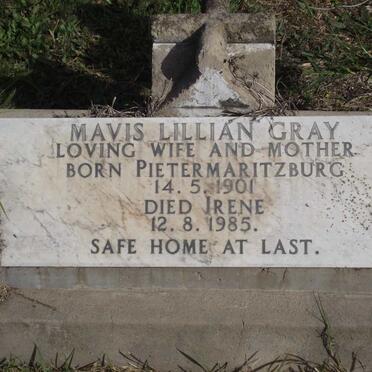 MAVIS LILLIAN GRAY
LOVING WIFE AND MOTHER
BORN PIETERMARITZBURG
14. 5. 1901
DIED IRENE
12. 8. 1985.
SAFE HOME AT LAST.